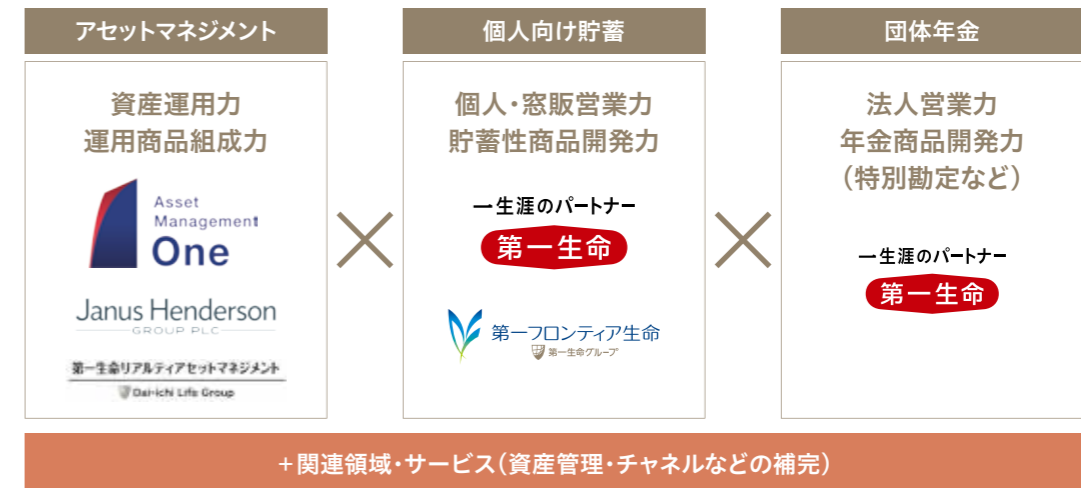 アセットマネジメント
資産運用力
運用商品組成力
Asset
Management
One
Janus Henderson
GROUP PLC
第一生命リアルティアセットマネジメント
Dai-ichi Life Group
個人向け貯蓄
個人・窓販営業力
貯蓄性商品開発力
一生涯のパートナー
第一生命
第一フロンティア生命
第一生命グループ
団体年金
法人営業力
年金商品開発力
(特別勘定など)
一生涯のパートナー
第一生命
+関連領域・サービス(資産管理・チャネルなどの補完)